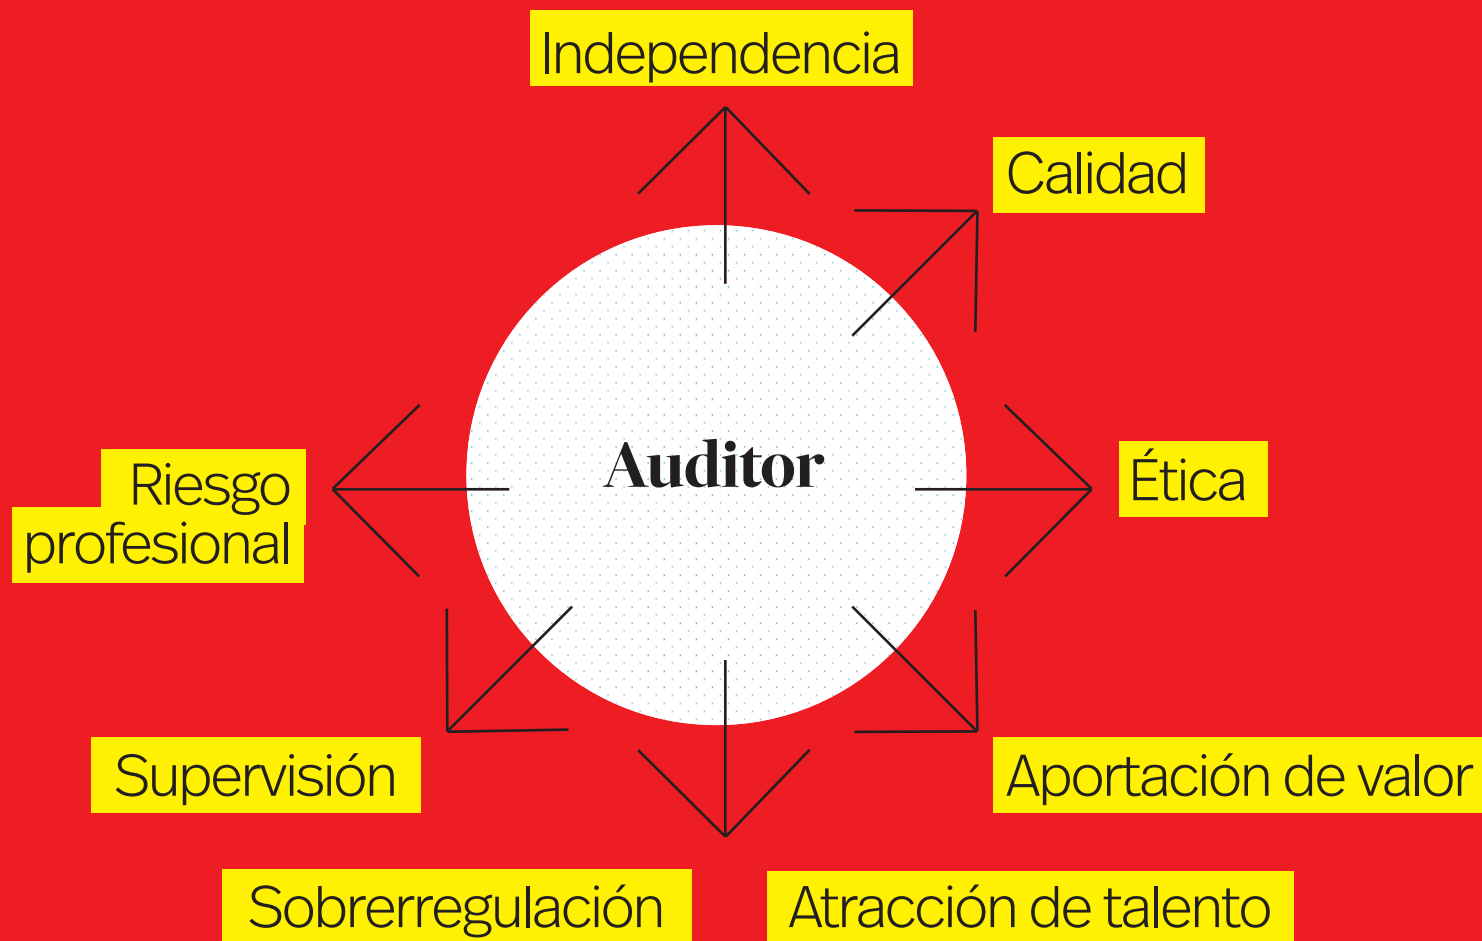 Independencia
Calidad
Auditor
Riesgo
profesional
Ética
Supervisión
Aportación de valor
Sobrerregulación
Atracción de talento